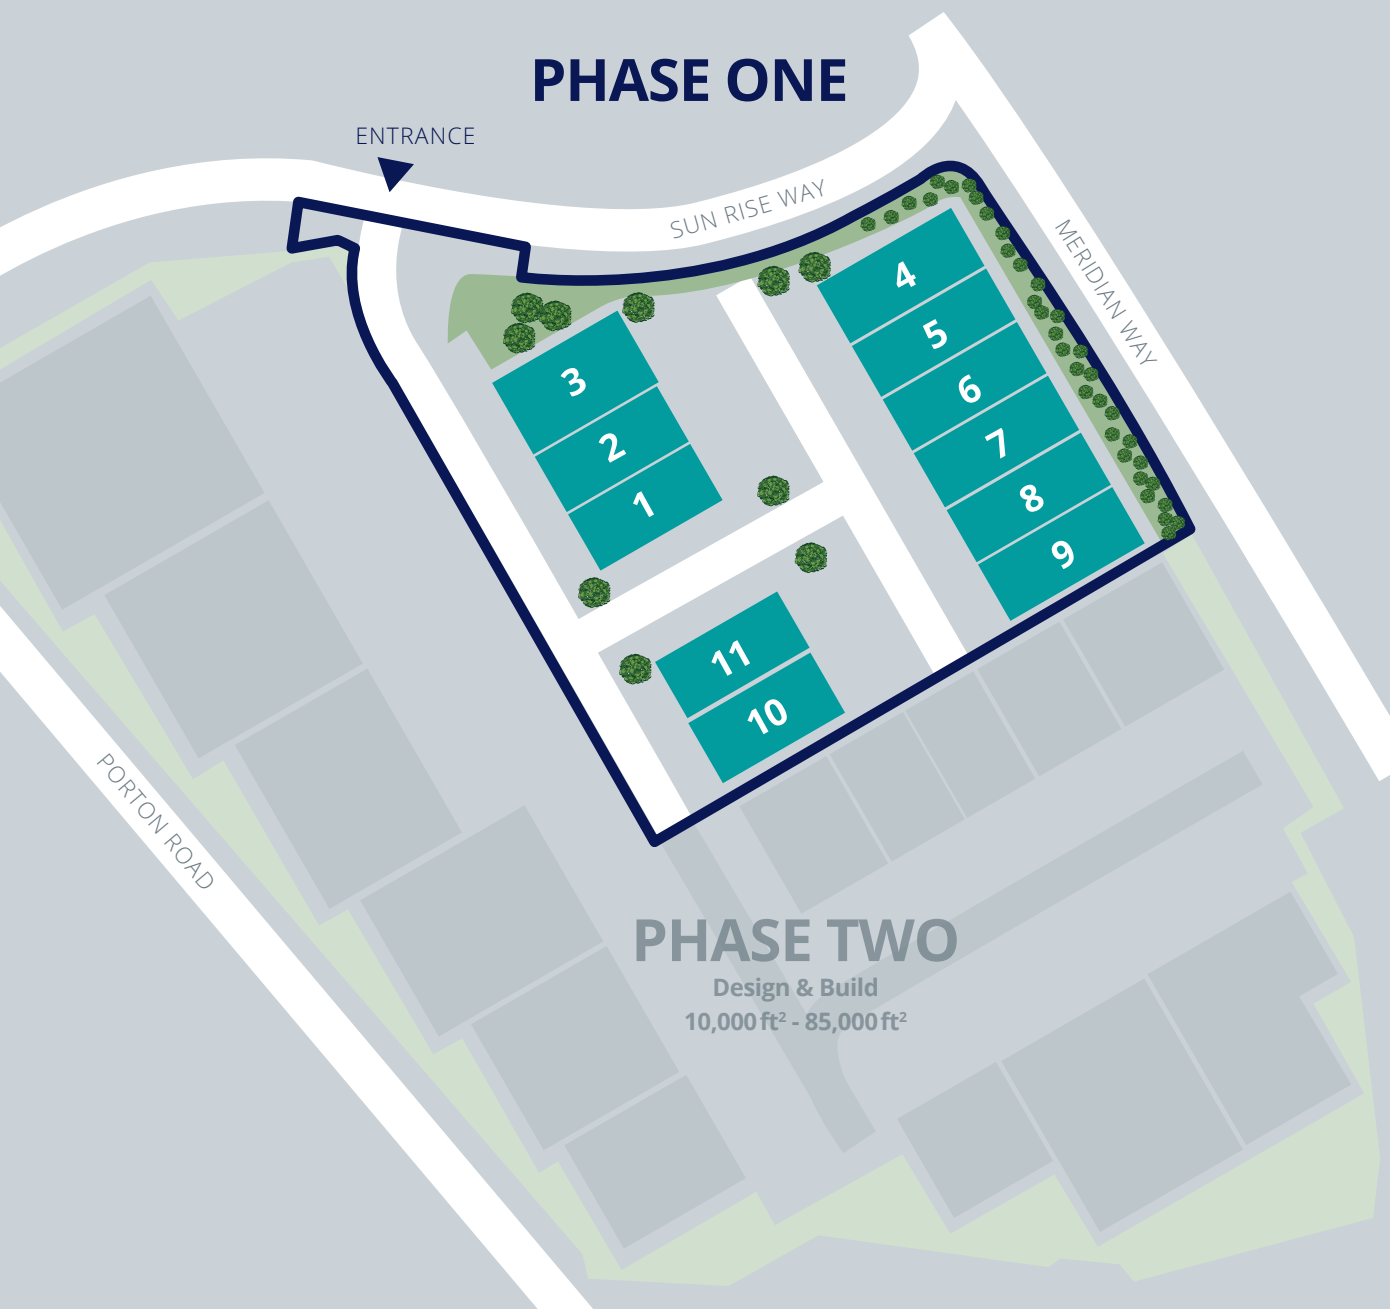 PHASE ONE
ENTRANCE
SUN RISE WAY
MERIDIAN WAY
4
5
6
7
8
9
3
2
1
11
10
PORTON ROAD
PHASE TWO
Design & Build
10,000 ft² - 85,000 ft²